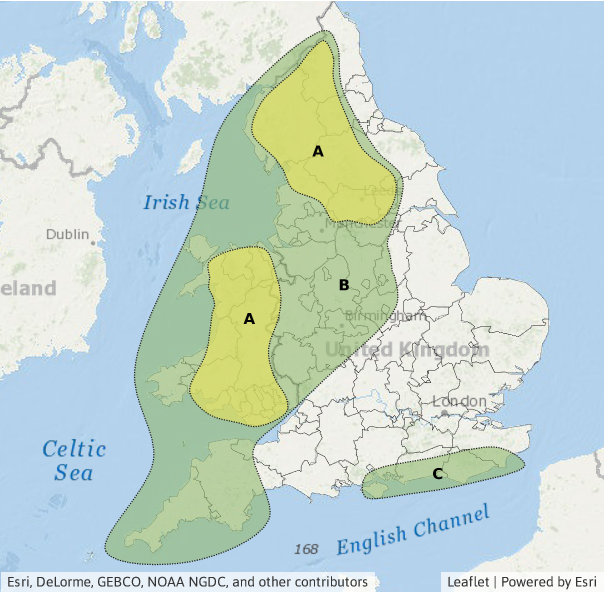 A
Irish Sea
Leeds
Manchester
Dublin
eland
B
Birmingham
A
United Kingdom
London
Celtic
Sea
C
English Channel
168
Esri, DeLorme, GEBCO, NOAA NGDC, and other contributors
Leaflet | Powered by Esri